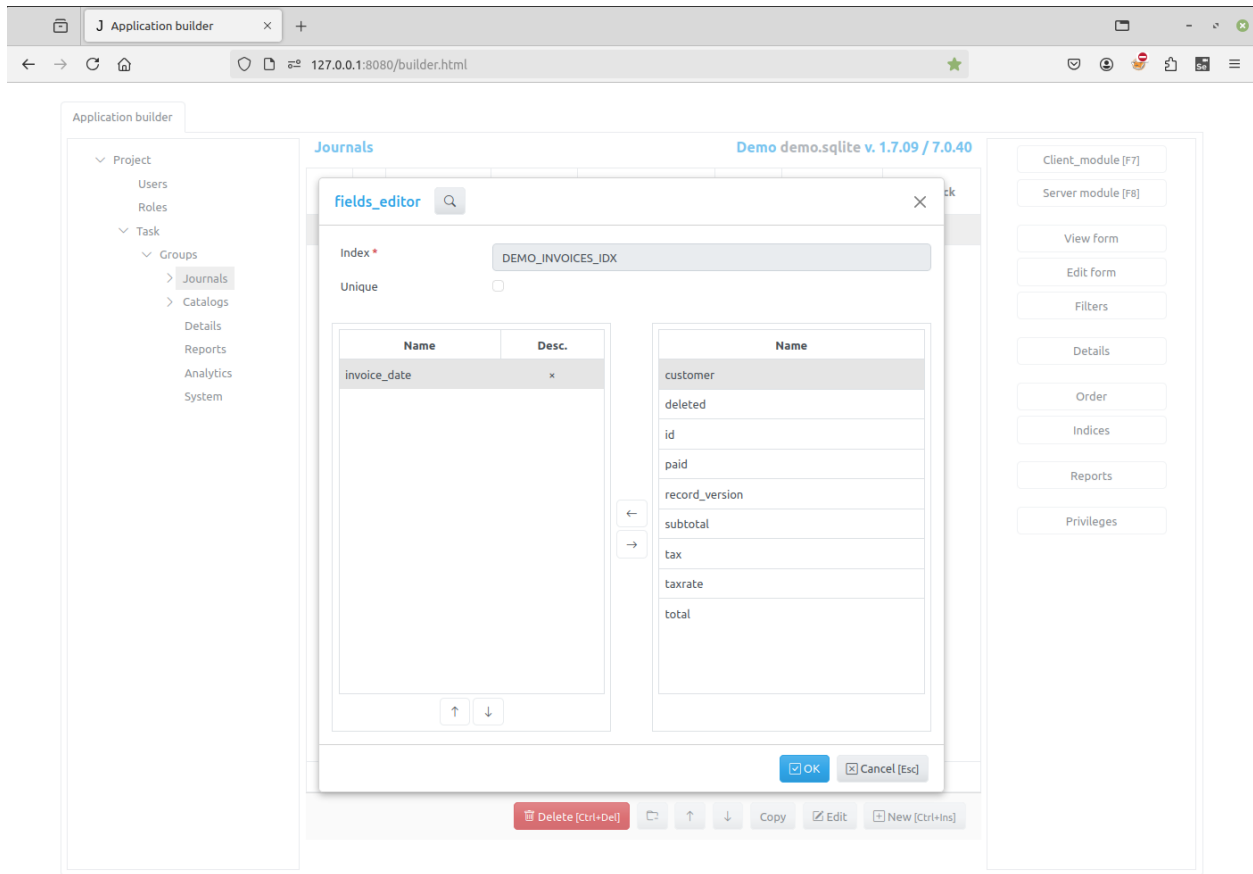 J Application builder
127.0.0.1:8080/builder.html
Se
Application builder
Project
Users
Roles
Task
Groups
Journals
Catalogs
Details
Reports
Analytics
System
Journals Demo demo.sqlite v. 1.7.09 / 7.0.40
ck
fields_editor
Index *
DEMO_INVOICES_IDX
Unique
Name Desc.
invoice_date ×
Name
customer
deleted
id
paid
record_version
subtotal
tax
taxrate
total
OK
Cancel [Esc]
Delete [Ctrl+Del]
Copy
Edit
New [Ctrl+Ins]
Client_module [F7]
Server module [F8]
View form
Edit form
Filters
Details
Order
Indices
Reports
Privileges